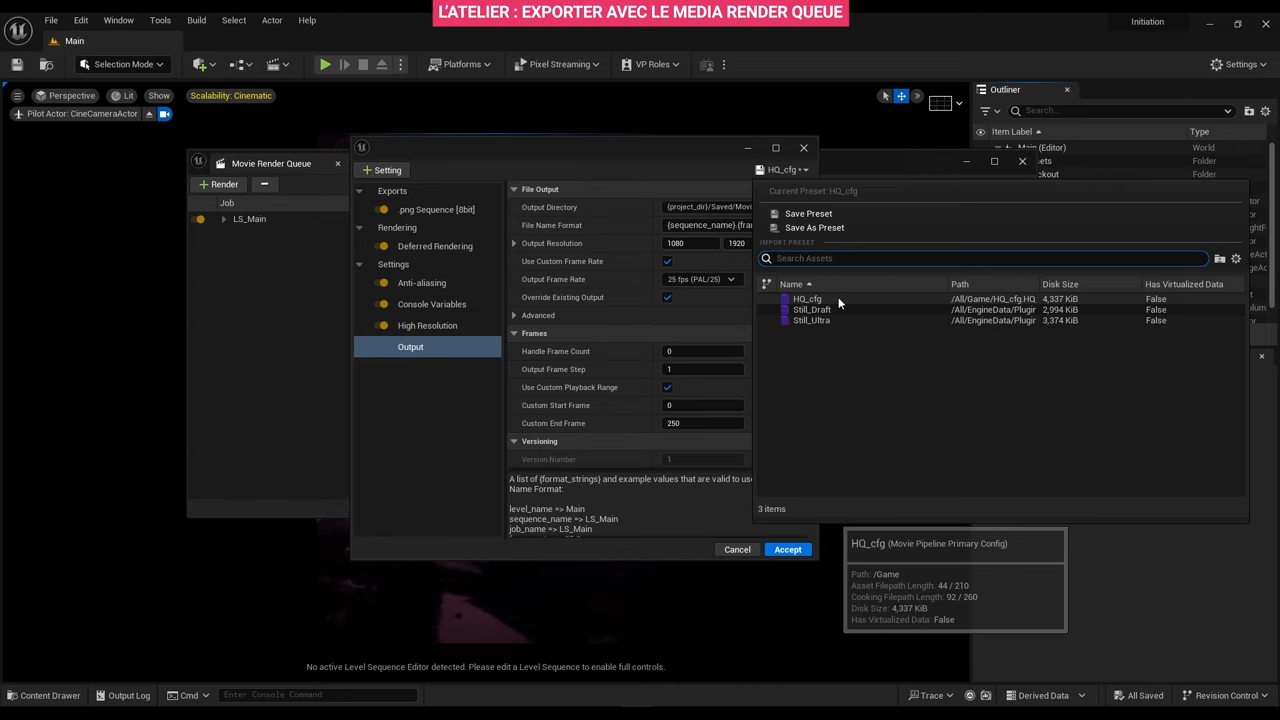 L'ATELIER : EXPORTER AVEC LE MEDIA RENDER QUEUE
File Edit Window Tools Build Select Actor Help
Initiation
Main
Selection Mode
Platforms
Pixel Streaming
VP Roles
Settings
Perspective
Lit
Show
Scalability: Cinematic
Pilot Actor: CineCameraActor
Outliner
Search...
Item Label
Type
Main (Editor)
World
Folder
Folder
Movie Render Queue
Render
Job
LS_Main
Setting
HQ_cfg *
Exports
.png Sequence [8bit]
Rendering
Deferred Rendering
Settings
Anti-aliasing
Console Variables
High Resolution
Output
File Output
Output Directory
{project_dir}/Saved/Movi
File Name Format
{sequence_name}.{frar
Output Resolution
1080
1920
Use Custom Frame Rate
Output Frame Rate
25 fps (PAL/25)
Override Existing Output
Advanced
Frames
Handle Frame Count
0
Output Frame Step
1
Use Custom Playback Range
Custom Start Frame
0
Custom End Frame
250
Versioning
Version Number
1
A list of {format_strings} and example values that are valid to use
Name Format:
level_name => Main
sequence_name => LS_Main
job_name => LS_Main
Cancel
Accept
Current Preset: HQ_cfg
Save Preset
Save As Preset
IMPORT PRESET
Search Assets
Name Path Disk Size Has Virtualized Data
HQ_cfg /All/Game/HQ_cfg.HQ 4,337 KiB False
Still_Draft /All/EngineData/Plugir 2,994 KiB False
Still_Ultra /All/EngineData/Plugir 3,374 KiB False
3 items
HQ_cfg (Movie Pipeline Primary Config)
Path: /Game
Asset Filepath Length: 44 / 210
Cooking Filepath Length: 92 / 260
Disk Size: 4,337 KiB
Has Virtualized Data: False
No active Level Sequence Editor detected. Please edit a Level Sequence to enable full controls.
Content Drawer
Output Log
Cmd
Enter Console Command
Trace
Derived Data
All Saved
Revision Control